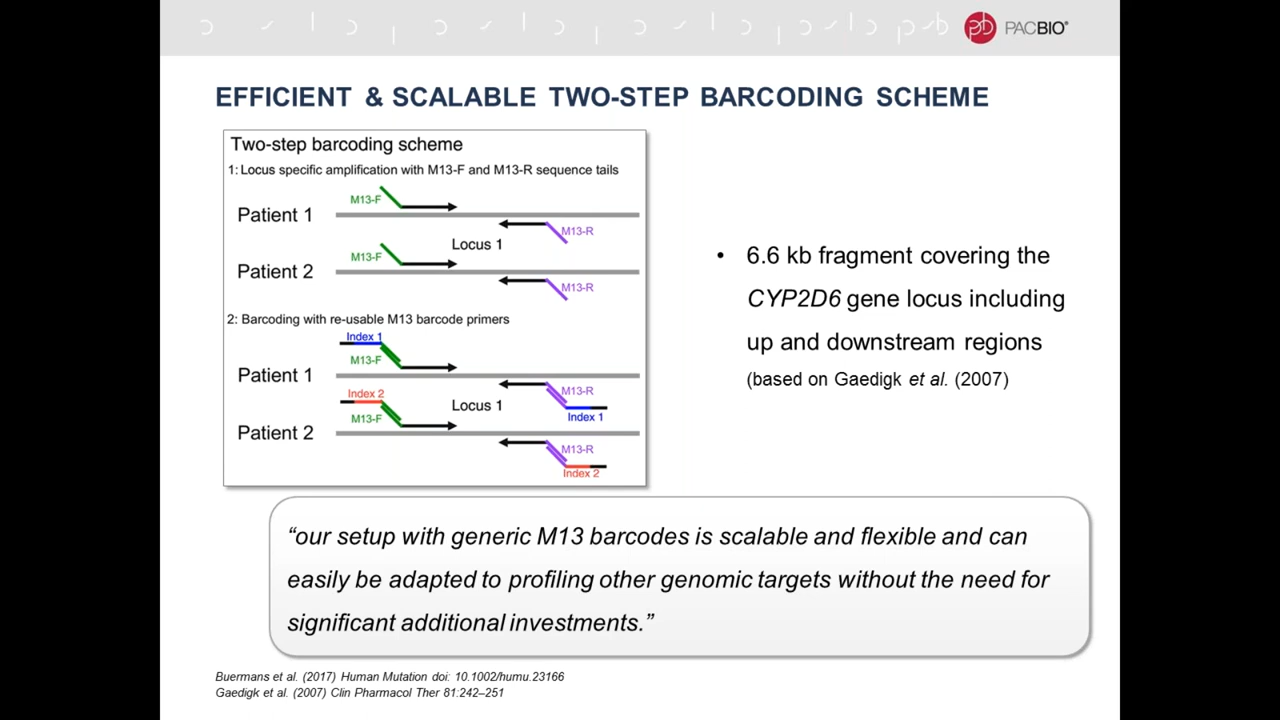 PACBIO®
EFFICIENT & SCALABLE TWO-STEP BARCODING SCHEME
Two-step barcoding scheme
1: Locus specific amplification with M13-F and M13-R sequence tails
M13-F
Patient 1
M13-R
Locus 1
M13-F
Patient 2
M13-R
2: Barcoding with re-usable M13 barcode primers
Index 1
M13-F
Patient 1
M13-R
Index 2
Locus 1
Index 1
M13-F
Patient 2
M13-R
Index 2
• 6.6 kb fragment covering the
CYP2D6 gene locus including
up and downstream regions
(based on Gaedigk et al. (2007)
“our setup with generic M13 barcodes is scalable and flexible and can
easily be adapted to profiling other genomic targets without the need for
significant additional investments.”
Buermans et al. (2017) Human Mutation doi: 10.1002/humu.23166
Gaedigk et al. (2007) Clin Pharmacol Ther 81:242–251